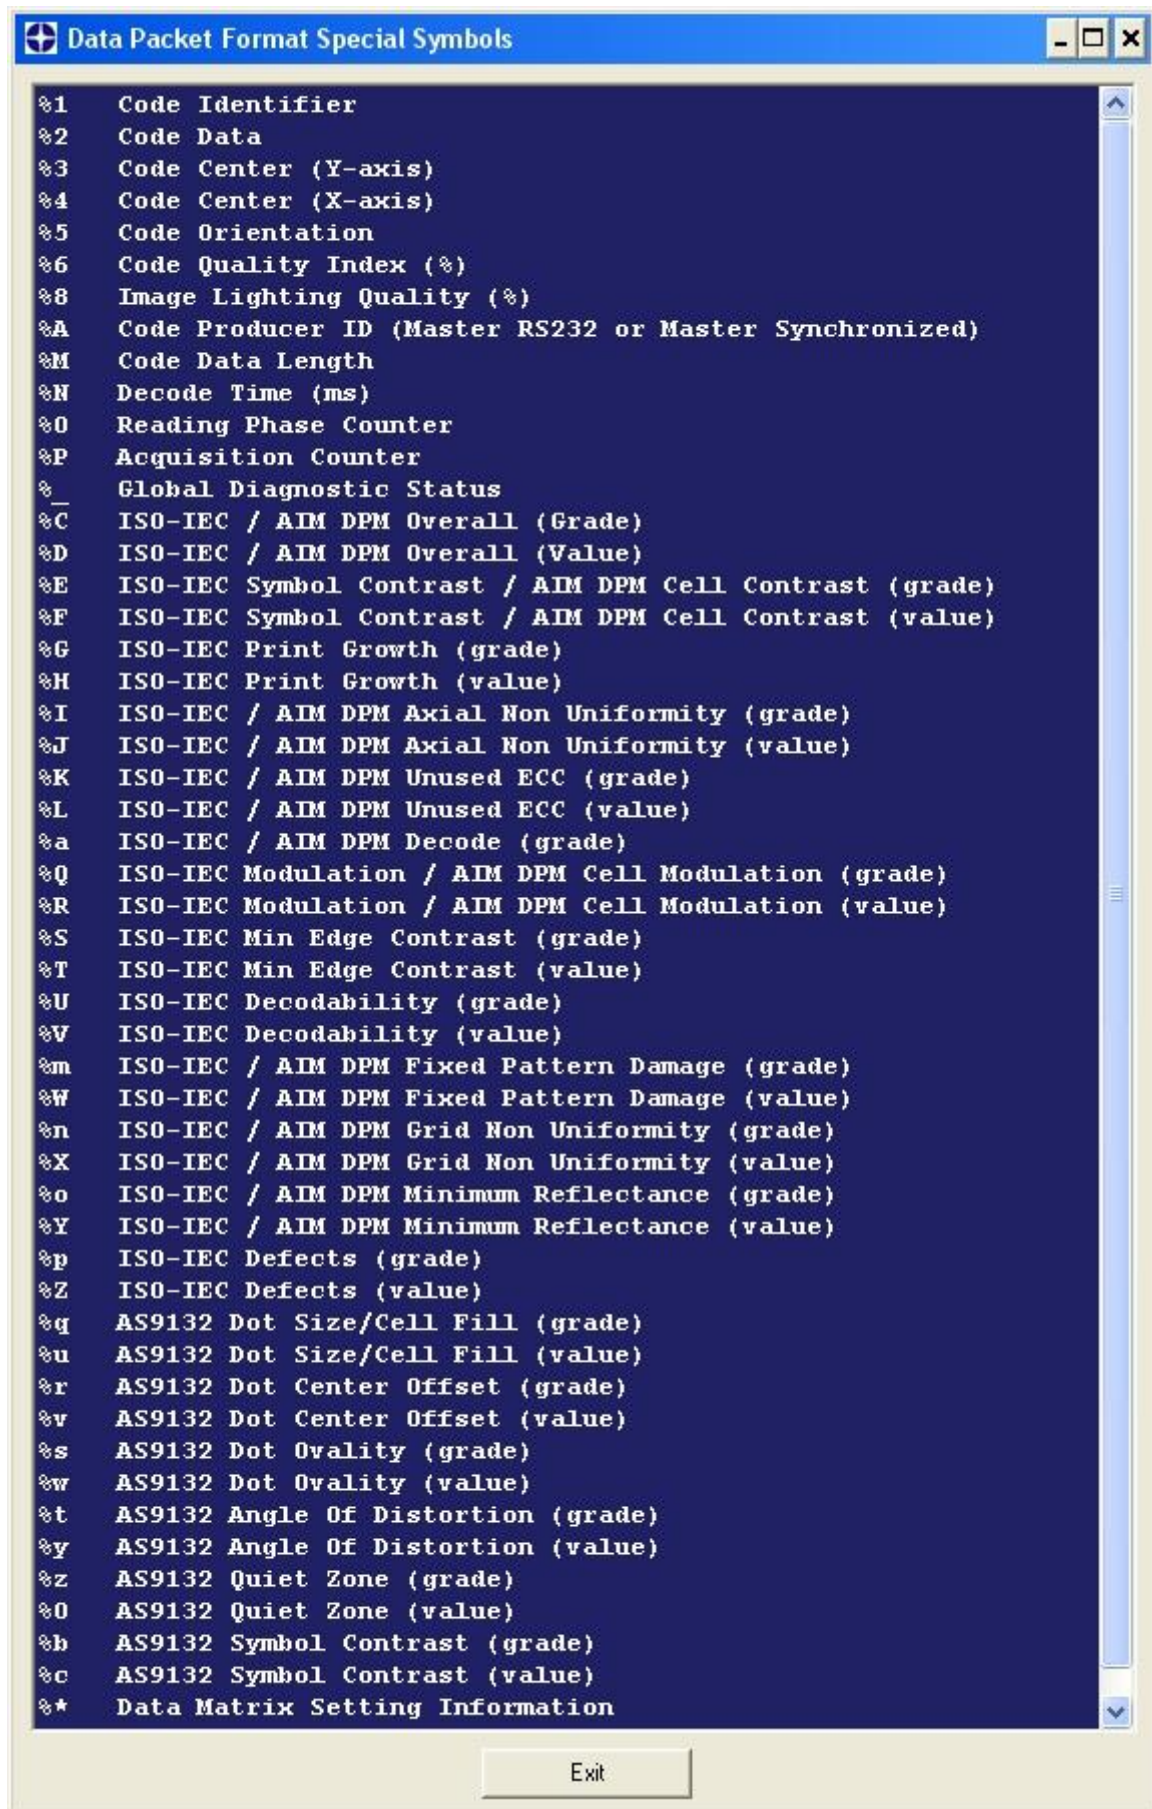 Data Packet Format Special Symbols
%1 Code Identifier
%2 Code Data
%3 Code Center (Y-axis)
%4 Code Center (X-axis)
%5 Code Orientation
%6 Code Quality Index (%)
%8 Image Lighting Quality (%)
%A Code Producer ID (Master RS232 or Master Synchronized)
%M Code Data Length
%N Decode Time (ms)
%O Reading Phase Counter
%P Acquisition Counter
%_ Global Diagnostic Status
%C ISO-IEC / AIM DPM Overall (Grade)
%D ISO-IEC / AIM DPM Overall (Value)
%E ISO-IEC Symbol Contrast / AIM DPM Cell Contrast (grade)
%F ISO-IEC Symbol Contrast / AIM DPM Cell Contrast (value)
%G ISO-IEC Print Growth (grade)
%H ISO-IEC Print Growth (value)
%I ISO-IEC / AIM DPM Axial Non Uniformity (grade)
%J ISO-IEC / AIM DPM Axial Non Uniformity (value)
%K ISO-IEC / AIM DPM Unused ECC (grade)
%L ISO-IEC / AIM DPM Unused ECC (value)
%a ISO-IEC / AIM DPM Decode (grade)
%Q ISO-IEC Modulation / AIM DPM Cell Modulation (grade)
%R ISO-IEC Modulation / AIM DPM Cell Modulation (value)
%S ISO-IEC Min Edge Contrast (grade)
%T ISO-IEC Min Edge Contrast (value)
%U ISO-IEC Decodability (grade)
%V ISO-IEC Decodability (value)
%m ISO-IEC / AIM DPM Fixed Pattern Damage (grade)
%W ISO-IEC / AIM DPM Fixed Pattern Damage (value)
%n ISO-IEC / AIM DPM Grid Non Uniformity (grade)
%X ISO-IEC / AIM DPM Grid Non Uniformity (value)
%o ISO-IEC / AIM DPM Minimum Reflectance (grade)
%Y ISO-IEC / AIM DPM Minimum Reflectance (value)
%p ISO-IEC Defects (grade)
%Z ISO-IEC Defects (value)
%q AS9132 Dot Size/Cell Fill (grade)
%u AS9132 Dot Size/Cell Fill (value)
%r AS9132 Dot Center Offset (grade)
%v AS9132 Dot Center Offset (value)
%s AS9132 Dot Ovality (grade)
%w AS9132 Dot Ovality (value)
%t AS9132 Angle Of Distortion (grade)
%y AS9132 Angle Of Distortion (value)
%z AS9132 Quiet Zone (grade)
%0 AS9132 Quiet Zone (value)
%b AS9132 Symbol Contrast (grade)
%c AS9132 Symbol Contrast (value)
%* Data Matrix Setting Information
Exit